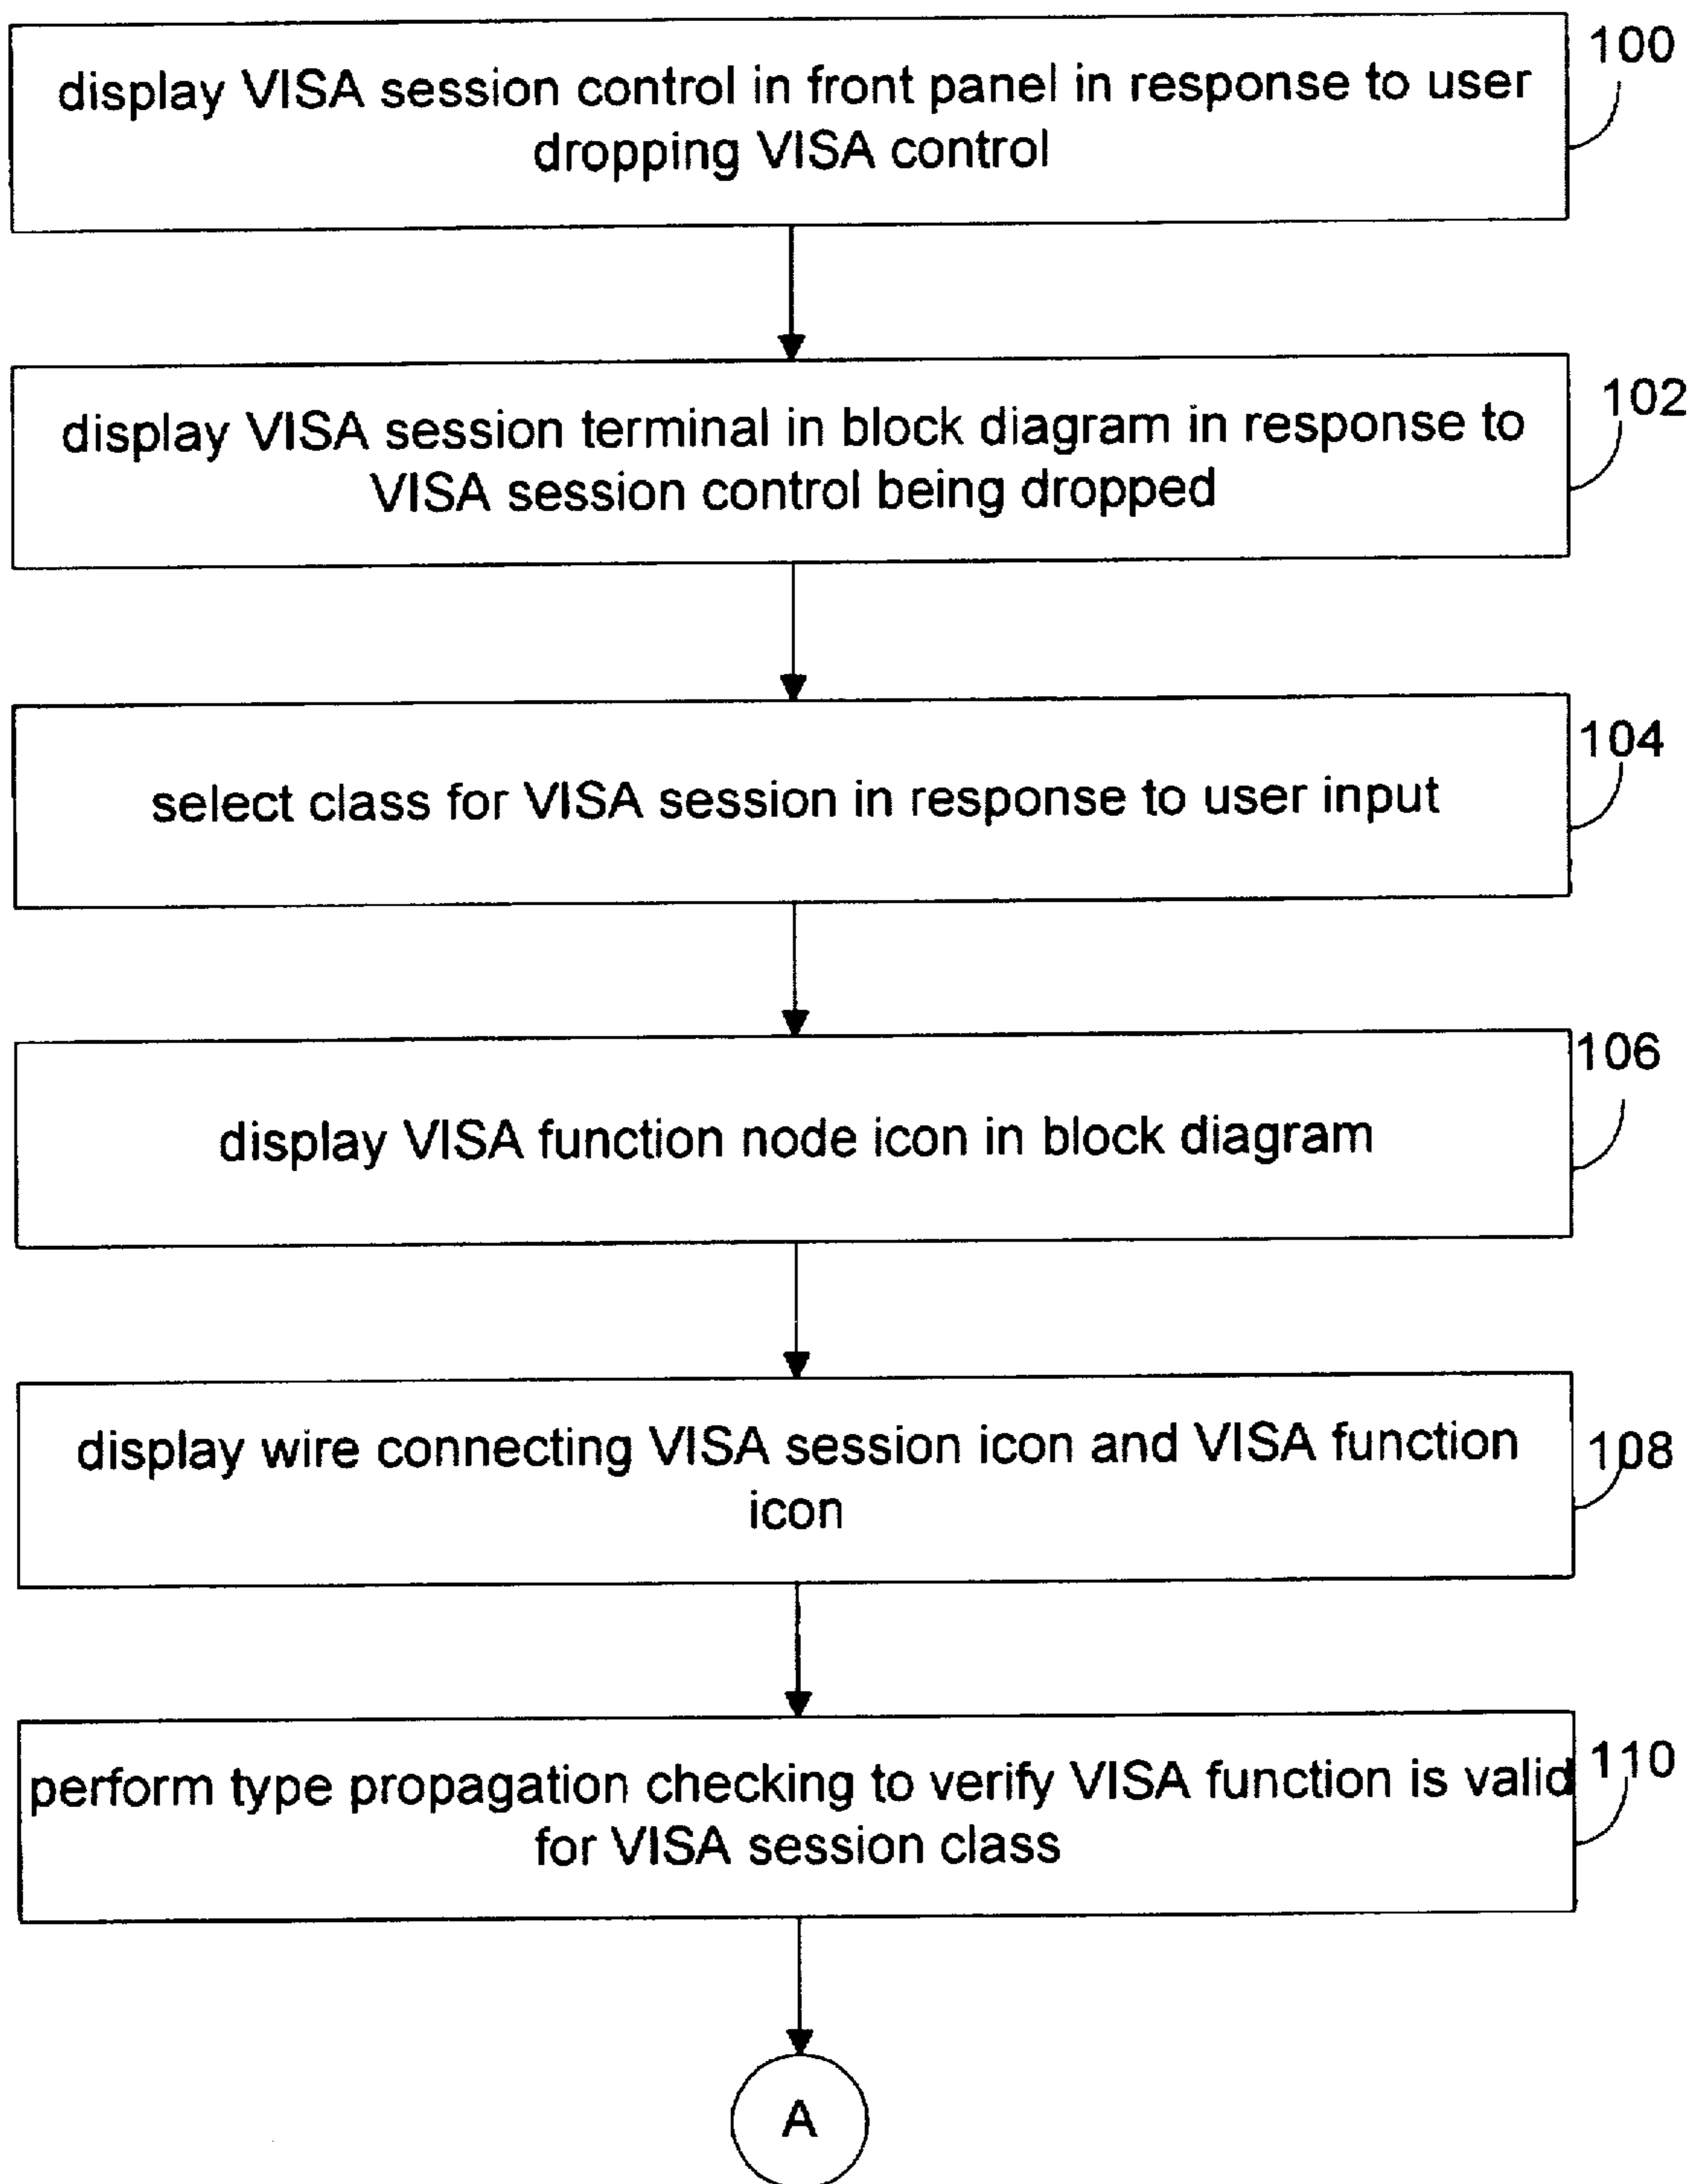 100
display VISA session control in front panel in response to user
dropping VISA control
102
display VISA session terminal in block diagram in response to
VISA session control being dropped
104
select class for VISA session in response to user input
106
display VISA function node icon in block diagram
display wire connecting VISA session icon and VISA function
108
icon
110
perform type propagation checking to verify VISA function is valid
for VISA session class
A